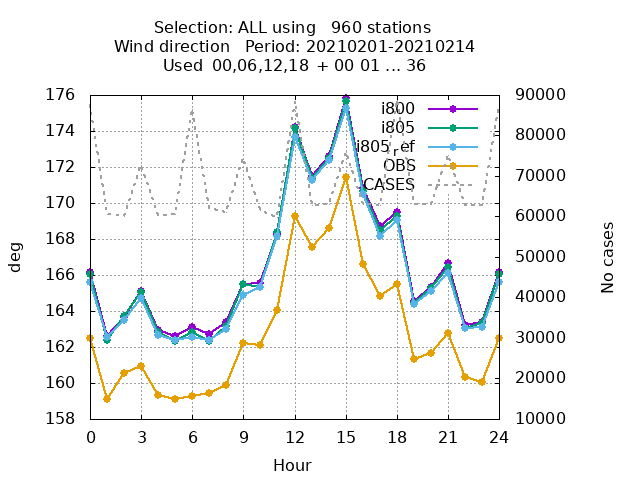 Selection: ALL using 960 stations
Wind direction Period: 20210201-20210214
Used 00,06,12,18 + 00 01 ... 36
176 90000
174 80000
172 70000
170 60000
168 50000
166 40000
164 30000
162 20000
160 10000
158
i800
i805
i805_ref
OBS
CASES
deg
No cases
0 3 6 9 12 15 18 21 24
Hour